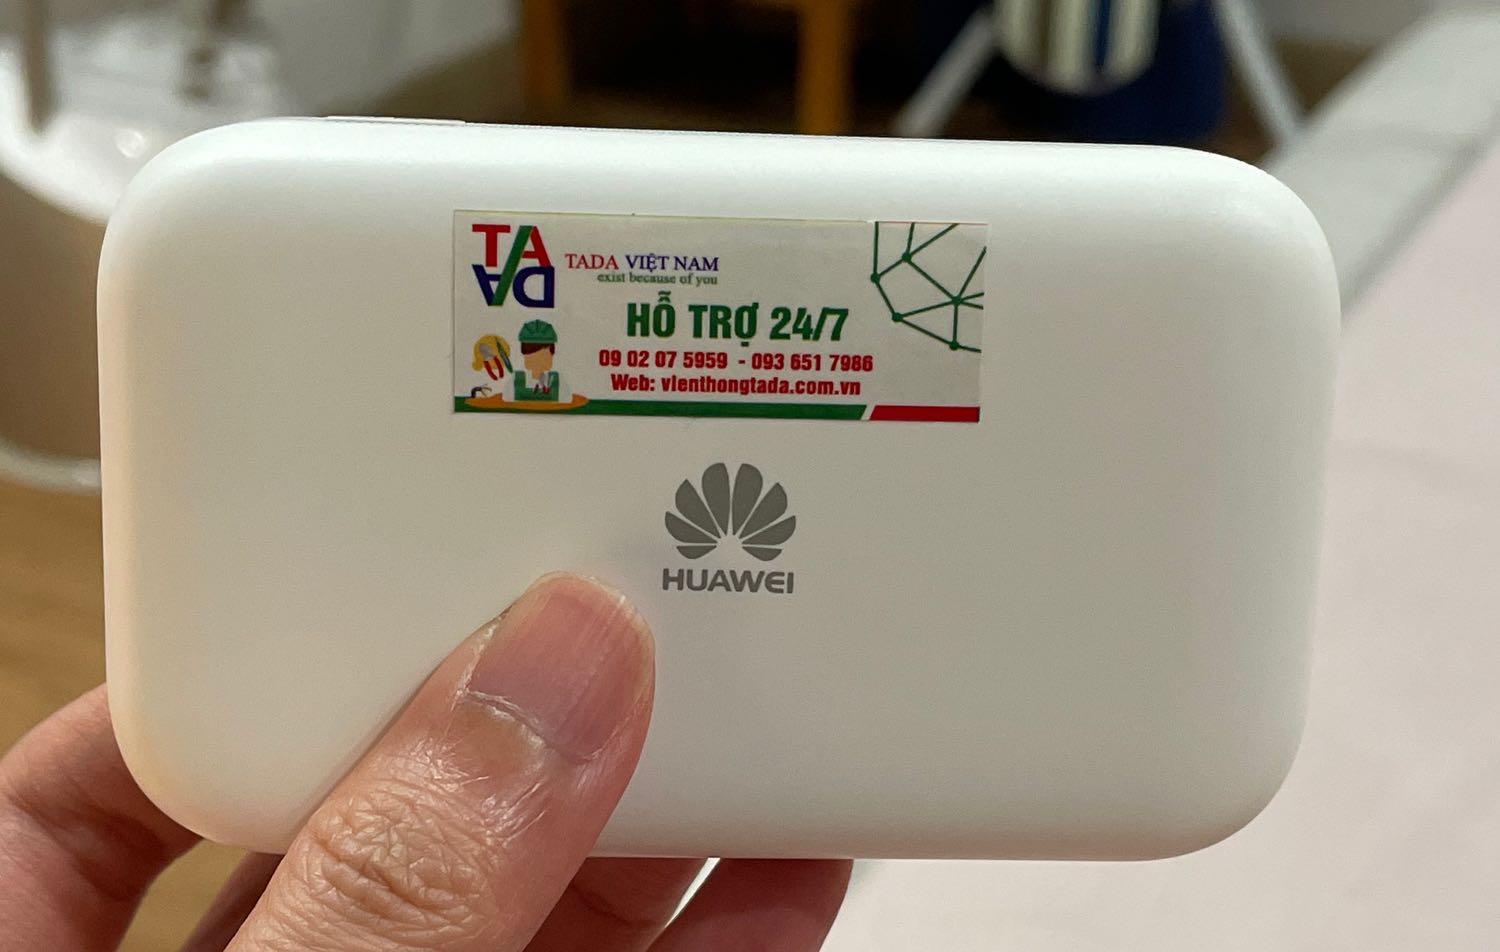 TA
DA
TADA VIỆT NAM
exist because of you
HỖ TRỢ 24/7
09 02 07 5959 - 093 651 7986
Web: vienthongtada.com.vn
HUAWEI